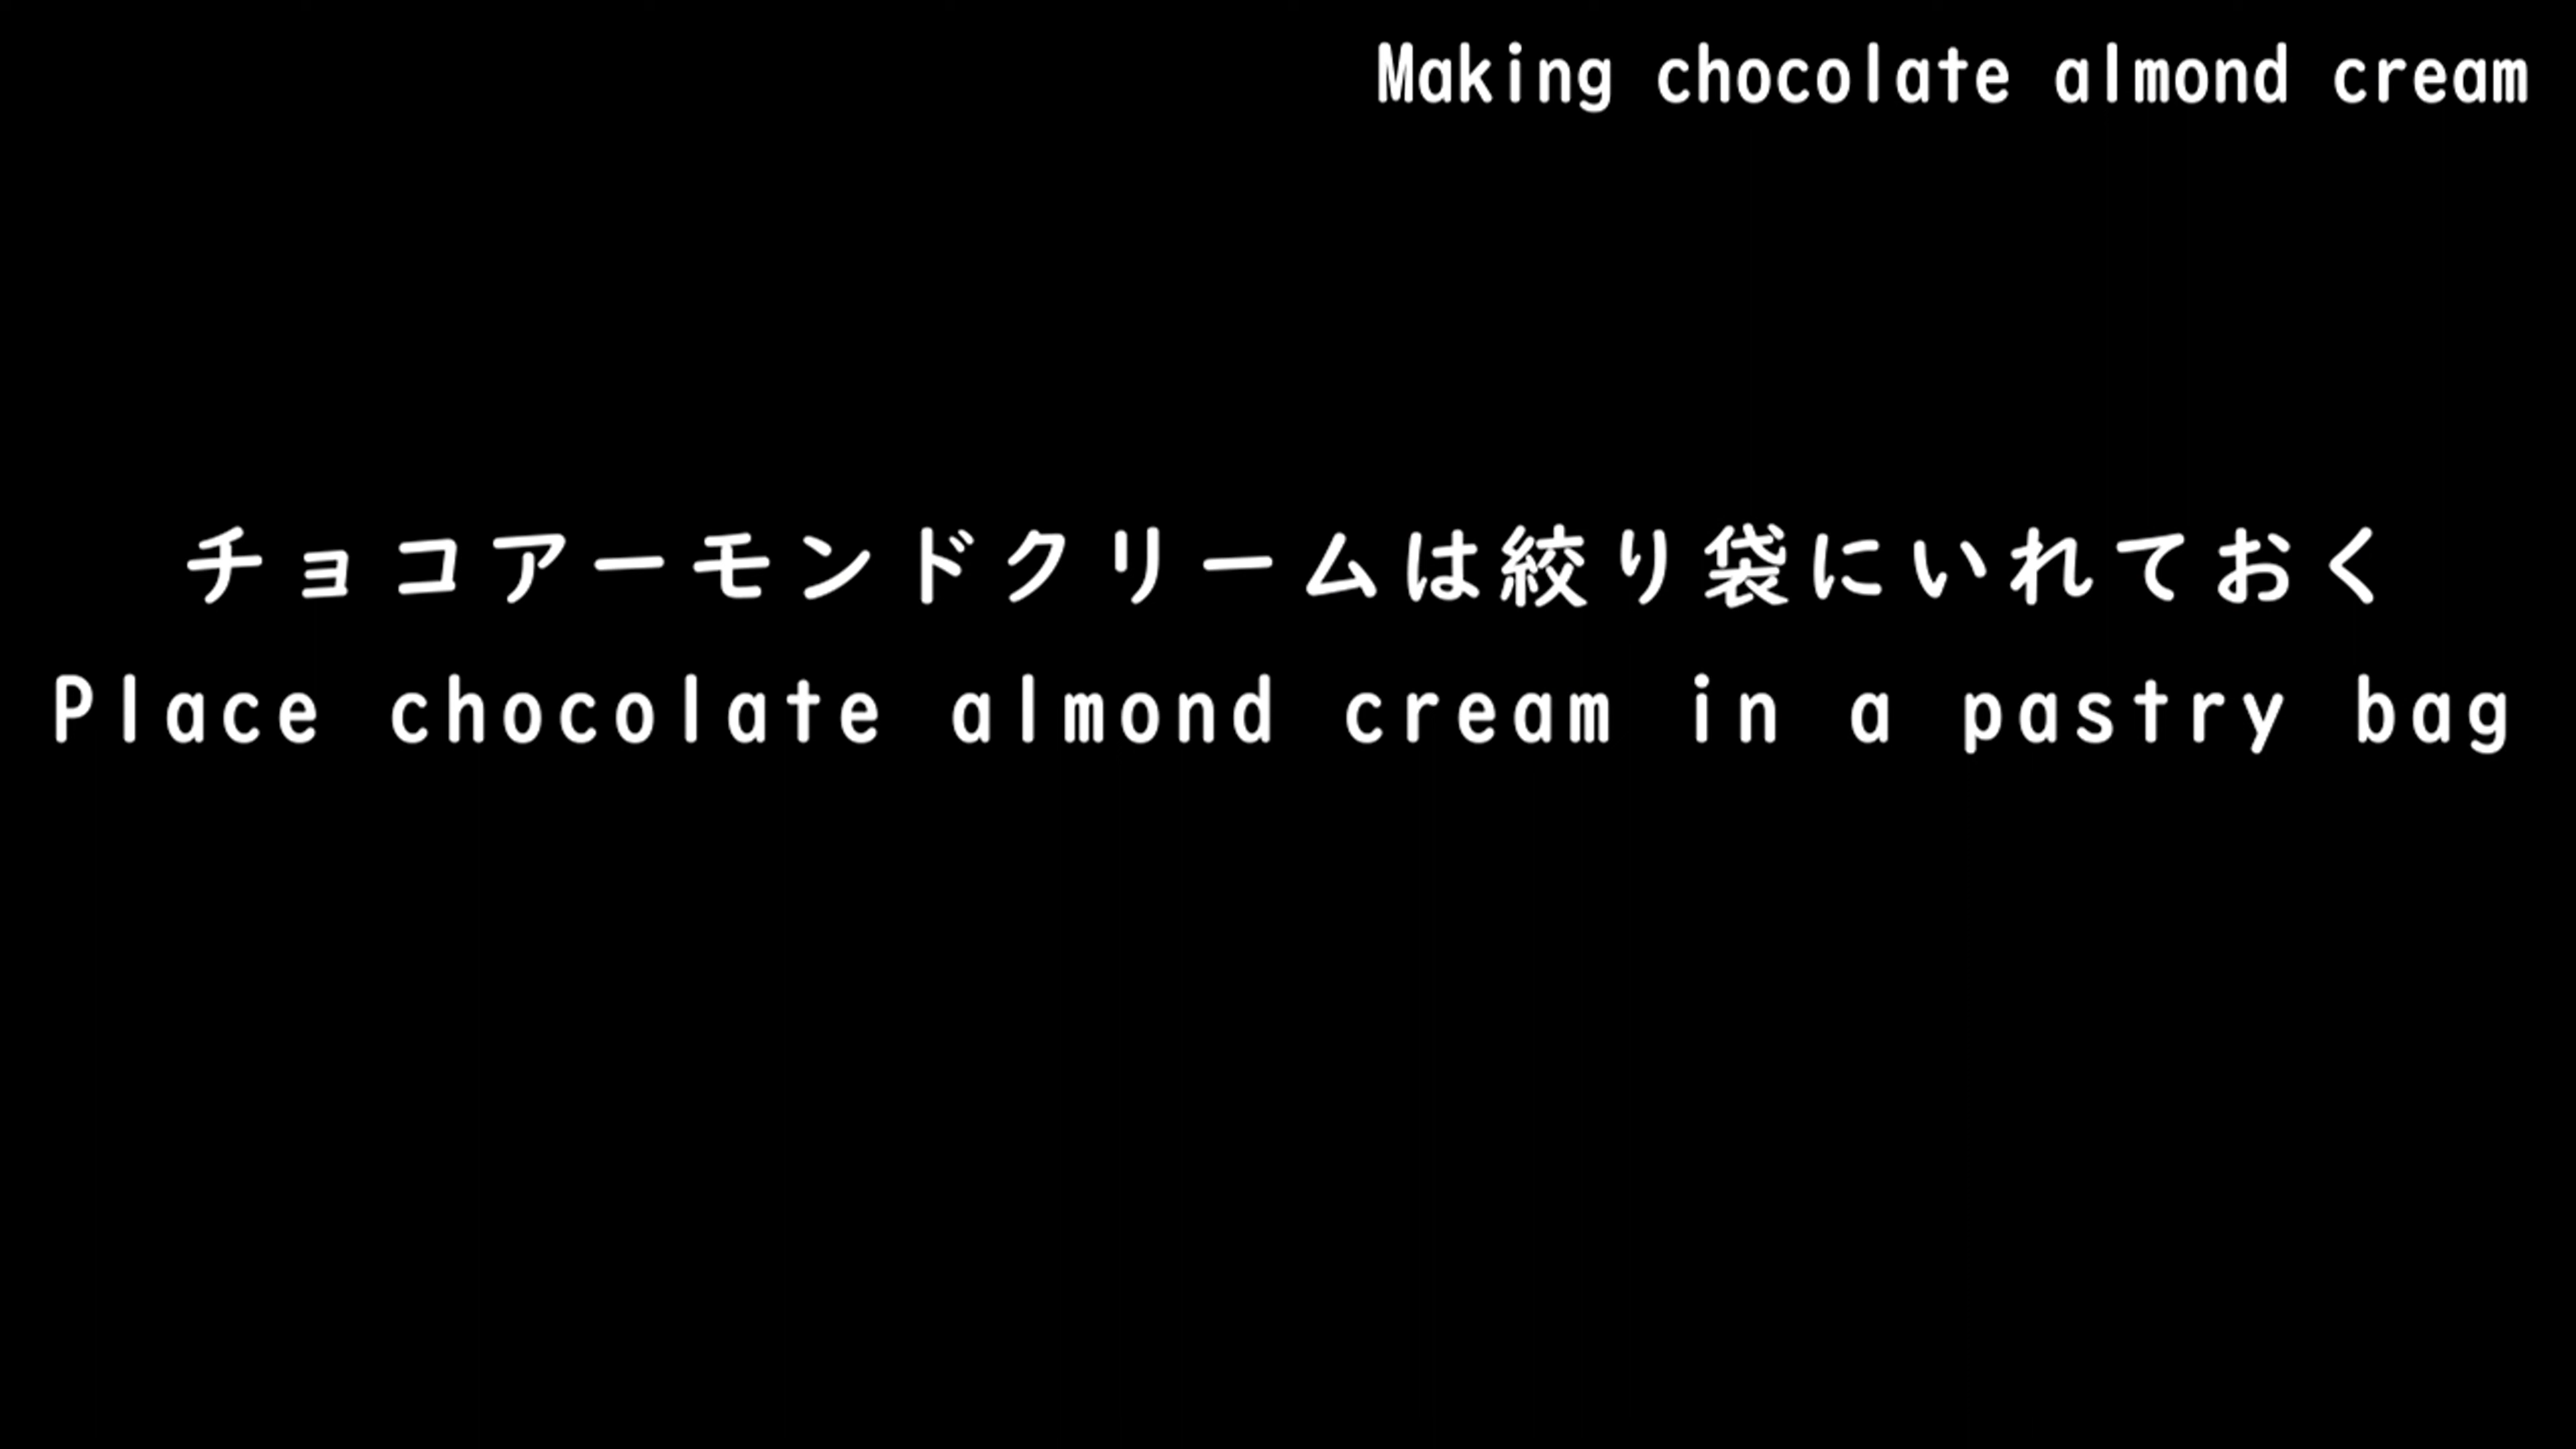 Making chocolate almond cream
チョコアーモンドクリームは絞り袋にいれておく
Place chocolate almond cream in a pastry bag